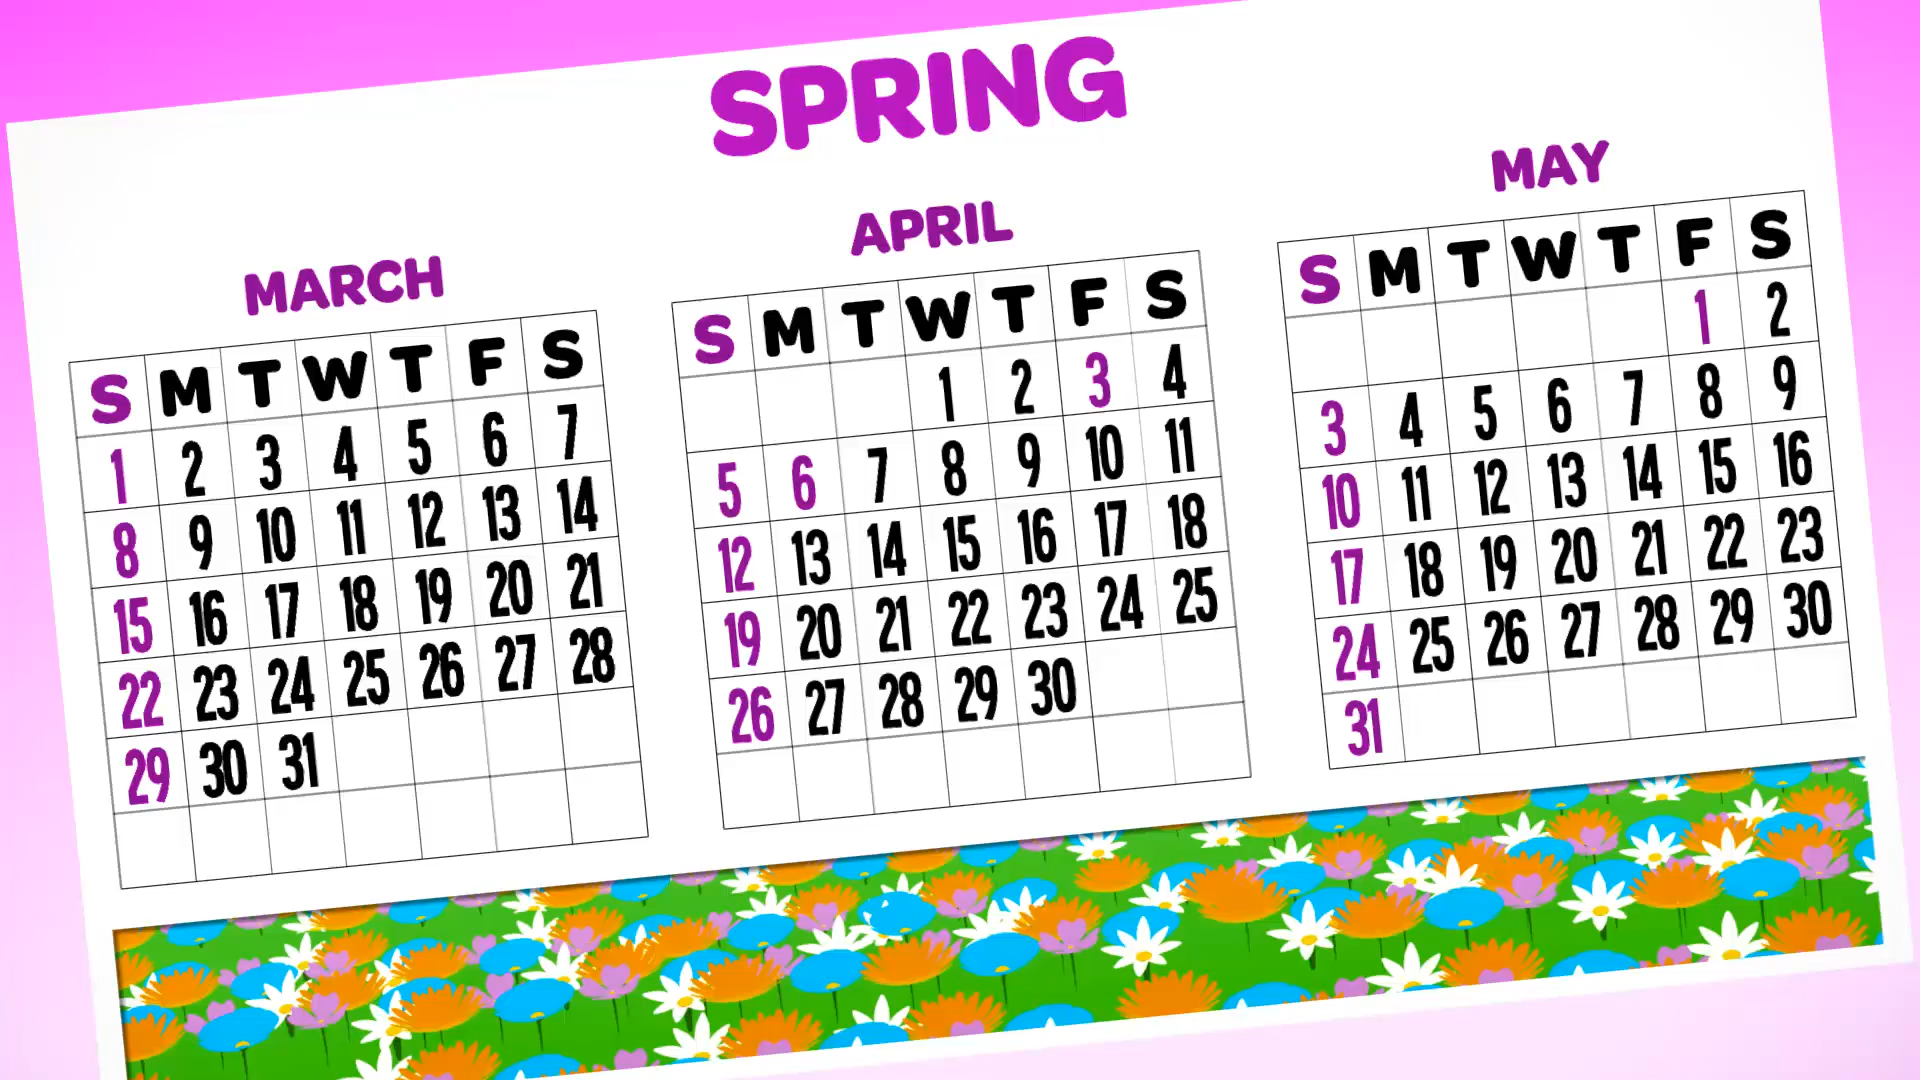 SPRING
MARCH
S M T W T F S
1 2 3 4 5 6 7
8 9 10 11 12 13 14
15 16 17 18 19 20 21
22 23 24 25 26 27 28
29 30 31
APRIL
S M T W T F S
1 2 3 4
5 6 7 8 9 10 11
12 13 14 15 16 17 18
19 20 21 22 23 24 25
26 27 28 29 30
MAY
S M T W T F S
1 2
3 4 5 6 7 8 9
10 11 12 13 14 15 16
17 18 19 20 21 22 23
24 25 26 27 28 29 30
31